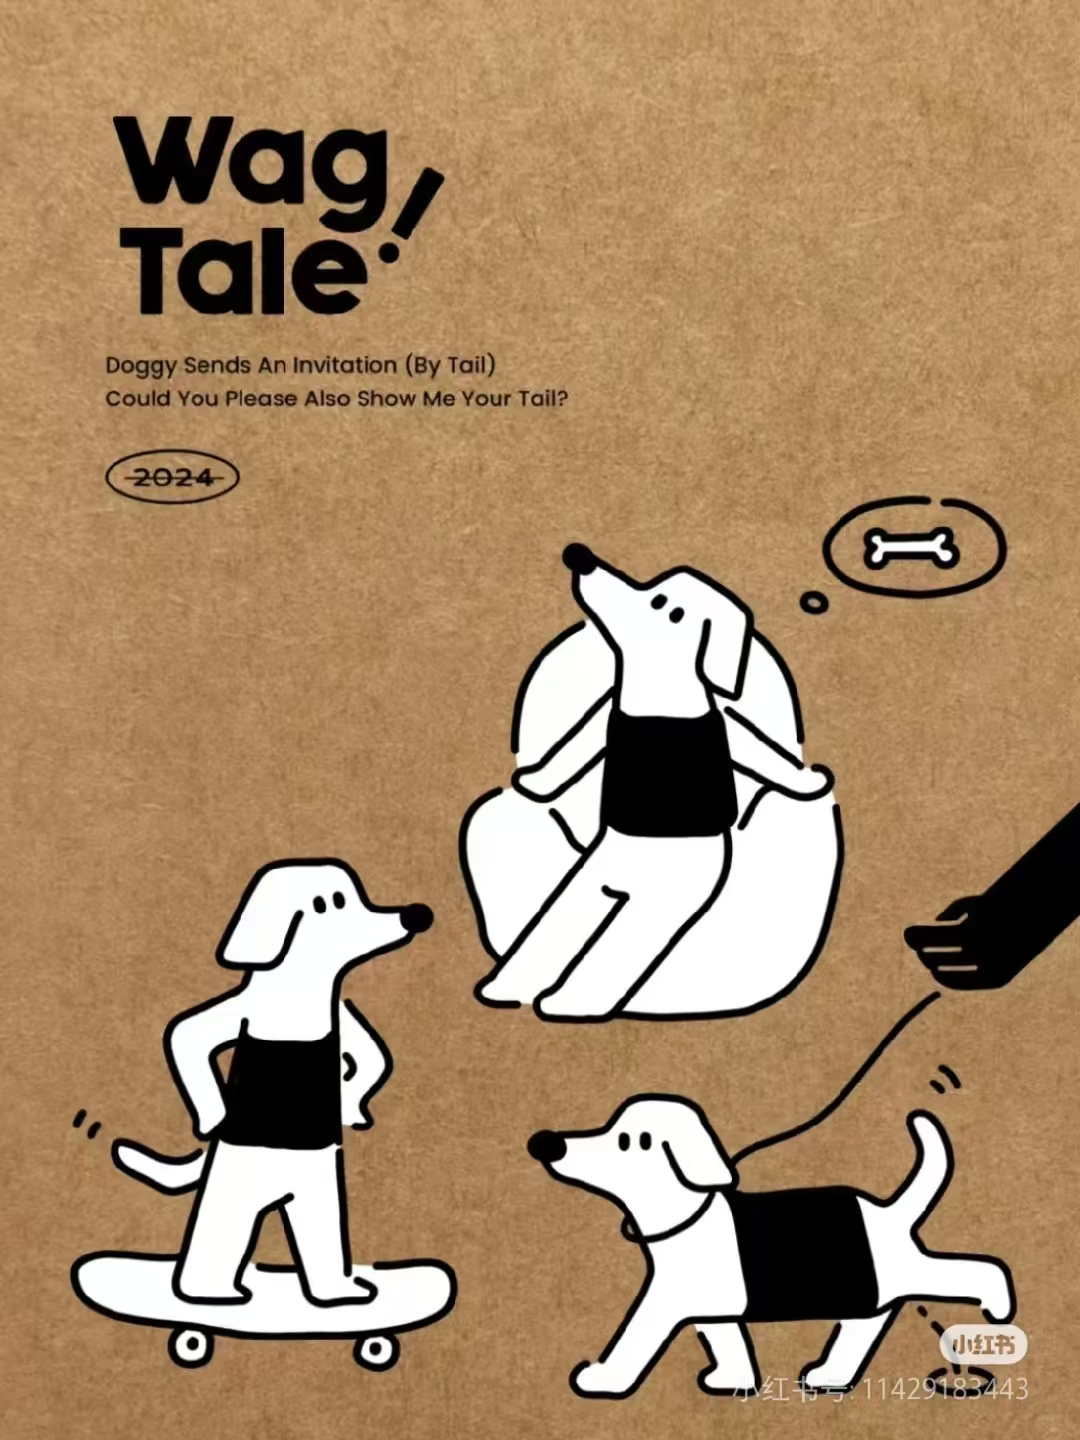 Wag
Tale!
Doggy Sends An Invitation (By Tail)
Could You Please Also Show Me Your Tail?
2024
小红书
小红书号: 11429183443